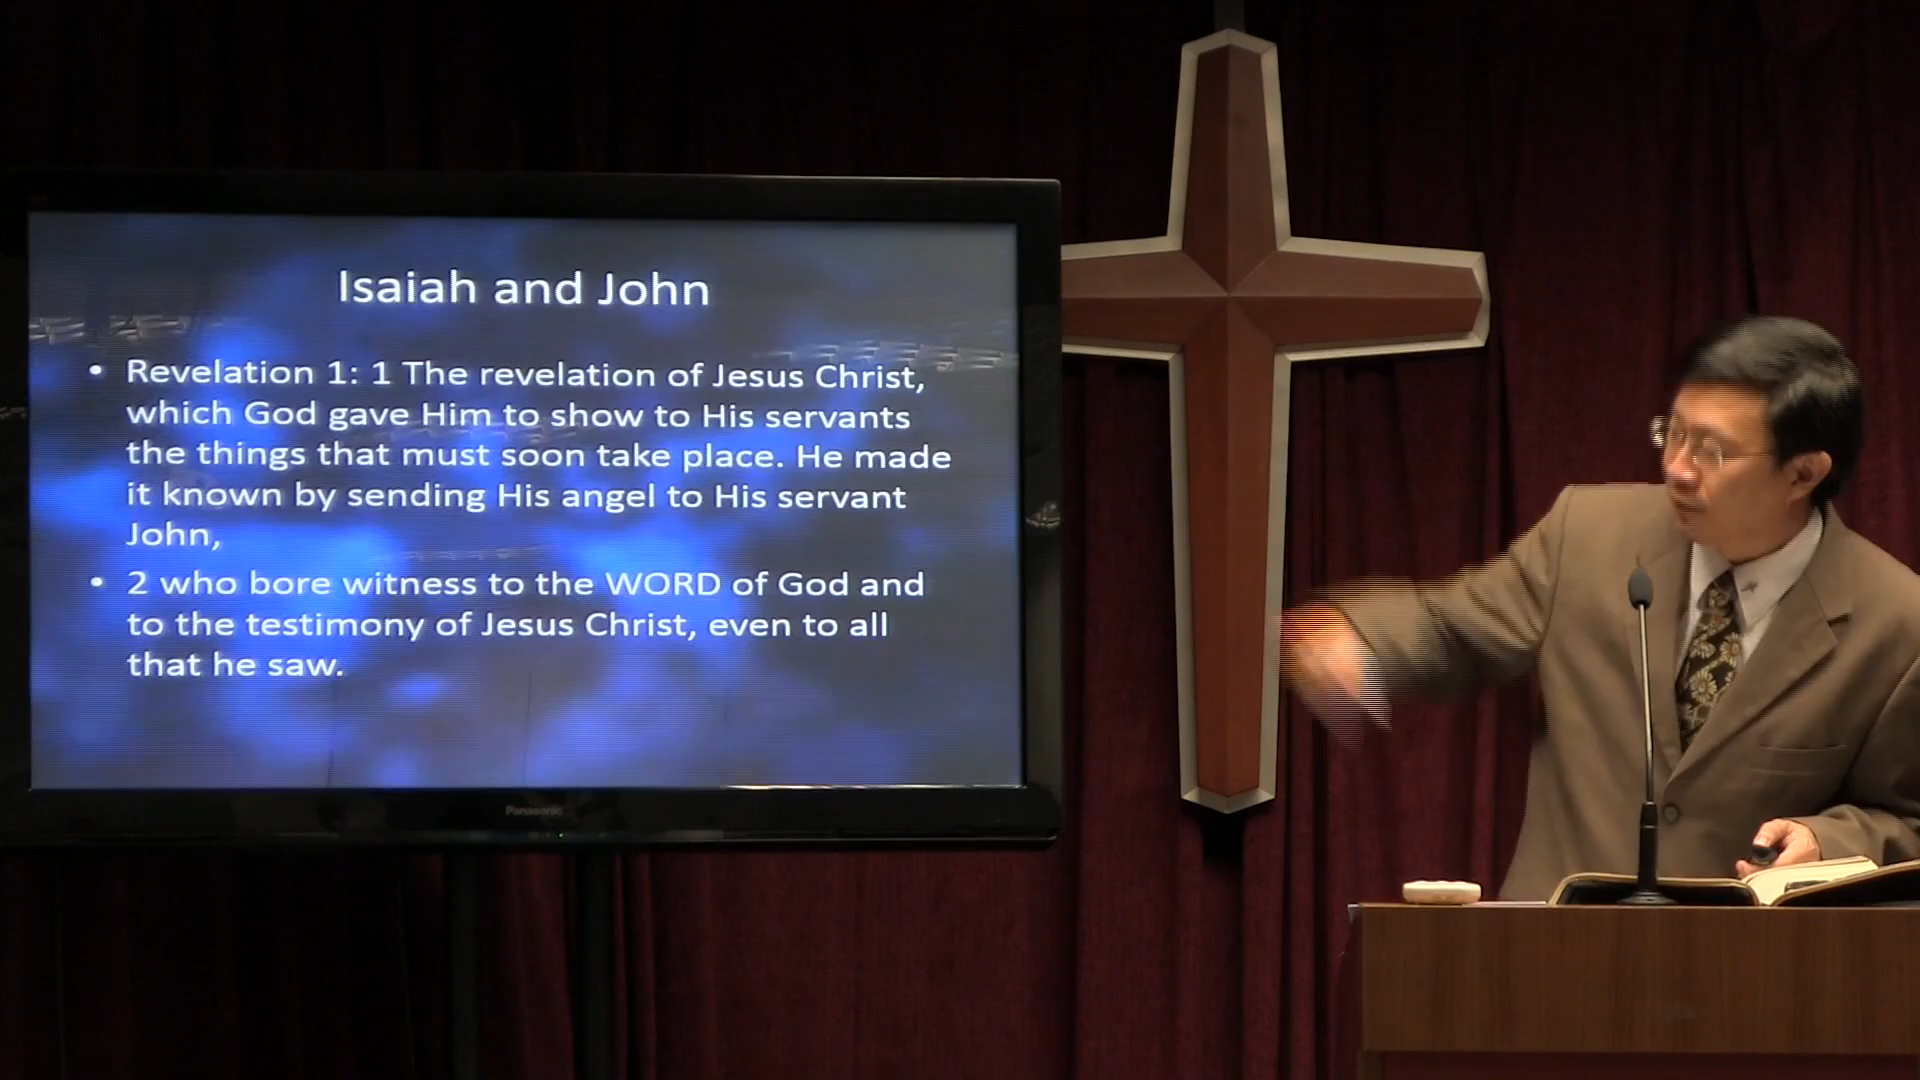 Isaiah and John
• Revelation 1: 1 The revelation of Jesus Christ,
which God gave Him to show to His servants
the things that must soon take place. He made
it known by sending His angel to His servant
John,
• 2 who bore witness to the WORD of God and
to the testimony of Jesus Christ, even to all
that he saw.
Panasonic